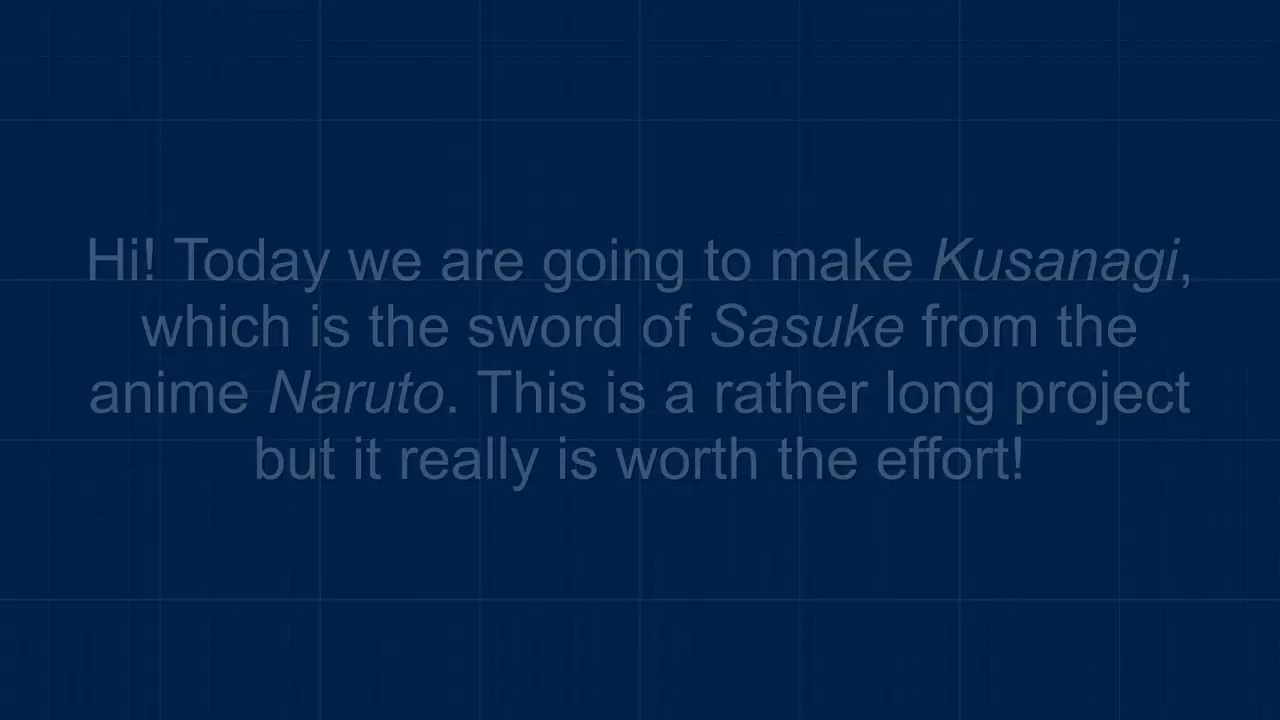 Hi! Today we are going to make Kusanagi,
which is the sword of Sasuke from the
anime Naruto. This is a rather long project
but it really is worth the effort!